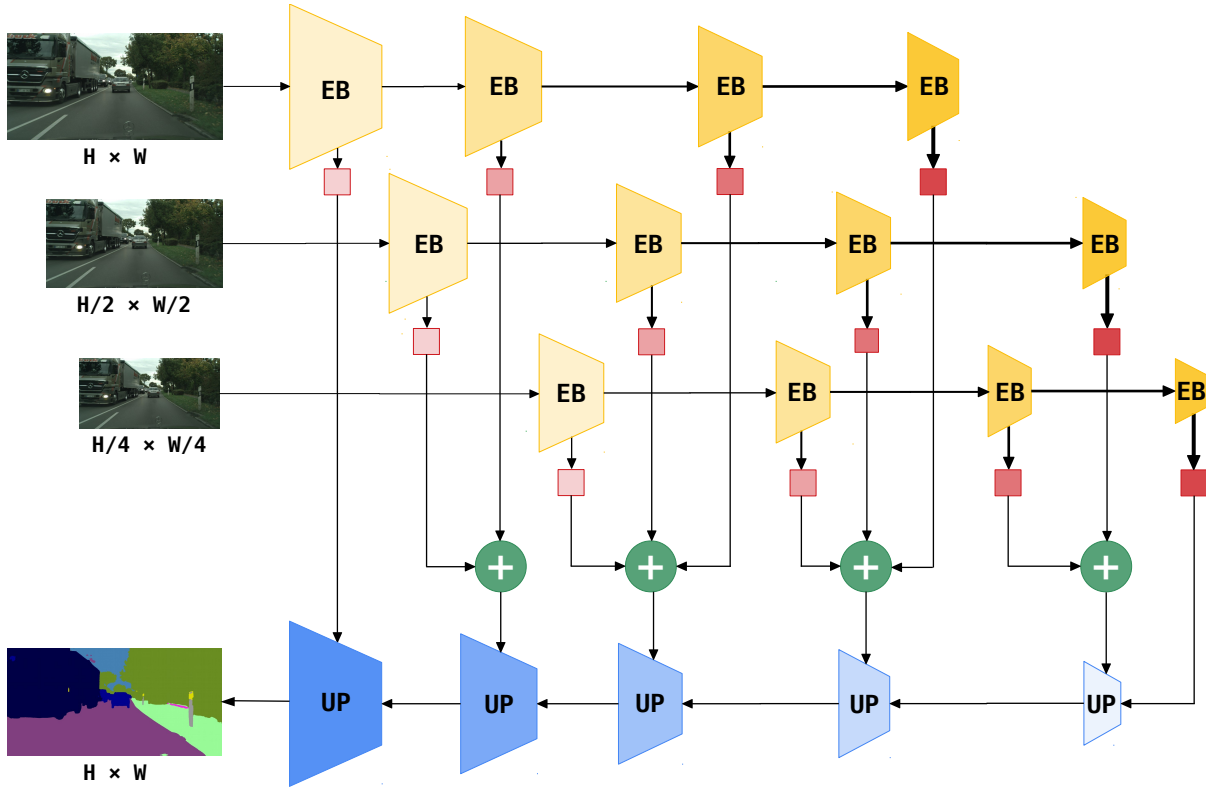 EB EB EB EB
H × W
EB EB EB EB
H/2 × W/2
EB EB EB EB
H/4 × W/4
+ + + +
UP UP UP UP UP
H × W